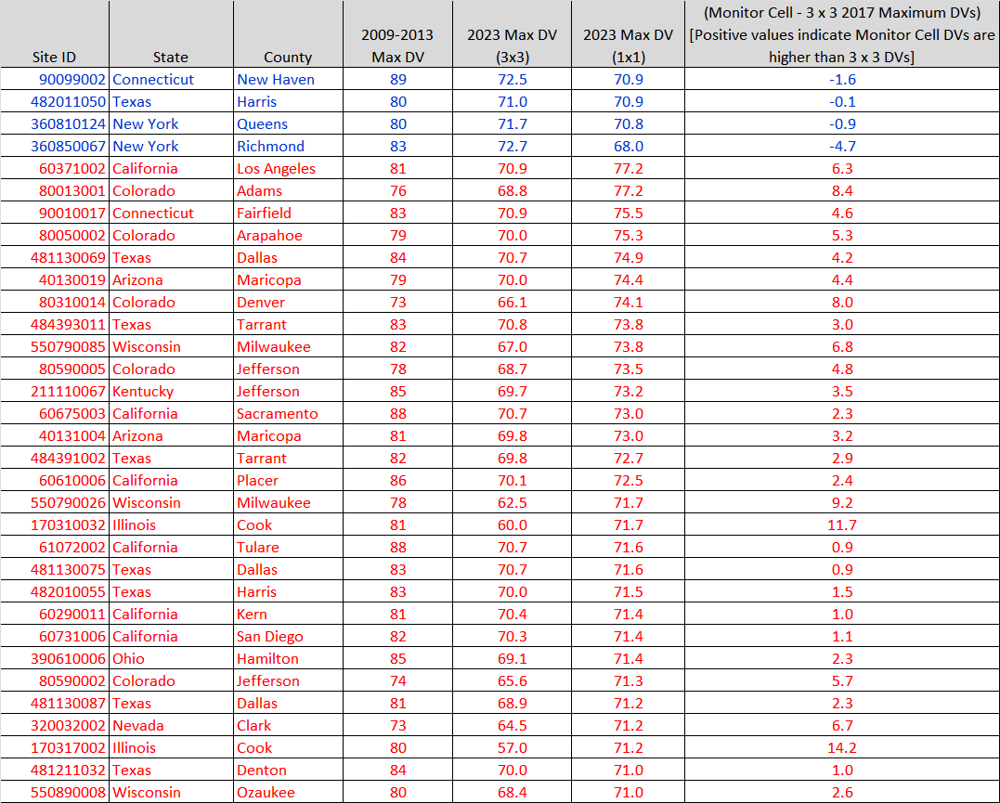 (Monitor Cell - 3 x 3 2017 Maximum DVs)
2009-2013 2023 Max DV 2023 Max DV [Positive values indicate Monitor Cell DVs are
Site ID State County Max DV (3x3) (1x1) higher than 3 x 3 DVs]
90099002 Connecticut New Haven 89 72.5 70.9 -1.6
482011050 Texas Harris 80 71.0 70.9 -0.1
360810124 New York Queens 80 71.7 70.8 -0.9
360850067 New York Richmond 83 72.7 68.0 -4.7
60371002 California Los Angeles 81 70.9 77.2 6.3
80013001 Colorado Adams 76 68.8 77.2 8.4
90010017 Connecticut Fairfield 83 70.9 75.5 4.6
80050002 Colorado Arapahoe 79 70.0 75.3 5.3
481130069 Texas Dallas 84 70.7 74.9 4.2
40130019 Arizona Maricopa 79 70.0 74.4 4.4
80310014 Colorado Denver 73 66.1 74.1 8.0
484393011 Texas Tarrant 83 70.8 73.8 3.0
550790085 Wisconsin Milwaukee 82 67.0 73.8 6.8
80590005 Colorado Jefferson 78 68.7 73.5 4.8
211110067 Kentucky Jefferson 85 69.7 73.2 3.5
60675003 California Sacramento 88 70.7 73.0 2.3
40131004 Arizona Maricopa 81 69.8 73.0 3.2
484391002 Texas Tarrant 82 69.8 72.7 2.9
60610006 California Placer 86 70.1 72.5 2.4
550790026 Wisconsin Milwaukee 78 62.5 71.7 9.2
170310032 Illinois Cook 81 60.0 71.7 11.7
61072002 California Tulare 88 70.7 71.6 0.9
481130075 Texas Dallas 83 70.7 71.6 0.9
482010055 Texas Harris 83 70.0 71.5 1.5
60290011 California Kern 81 70.4 71.4 1.0
60731006 California San Diego 82 70.3 71.4 1.1
390610006 Ohio Hamilton 85 69.1 71.4 2.3
80590002 Colorado Jefferson 74 65.6 71.3 5.7
481130087 Texas Dallas 81 68.9 71.2 2.3
320032002 Nevada Clark 73 64.5 71.2 6.7
170317002 Illinois Cook 80 57.0 71.2 14.2
481211032 Texas Denton 84 70.0 71.0 1.0
550890008 Wisconsin Ozaukee 80 68.4 71.0 2.6